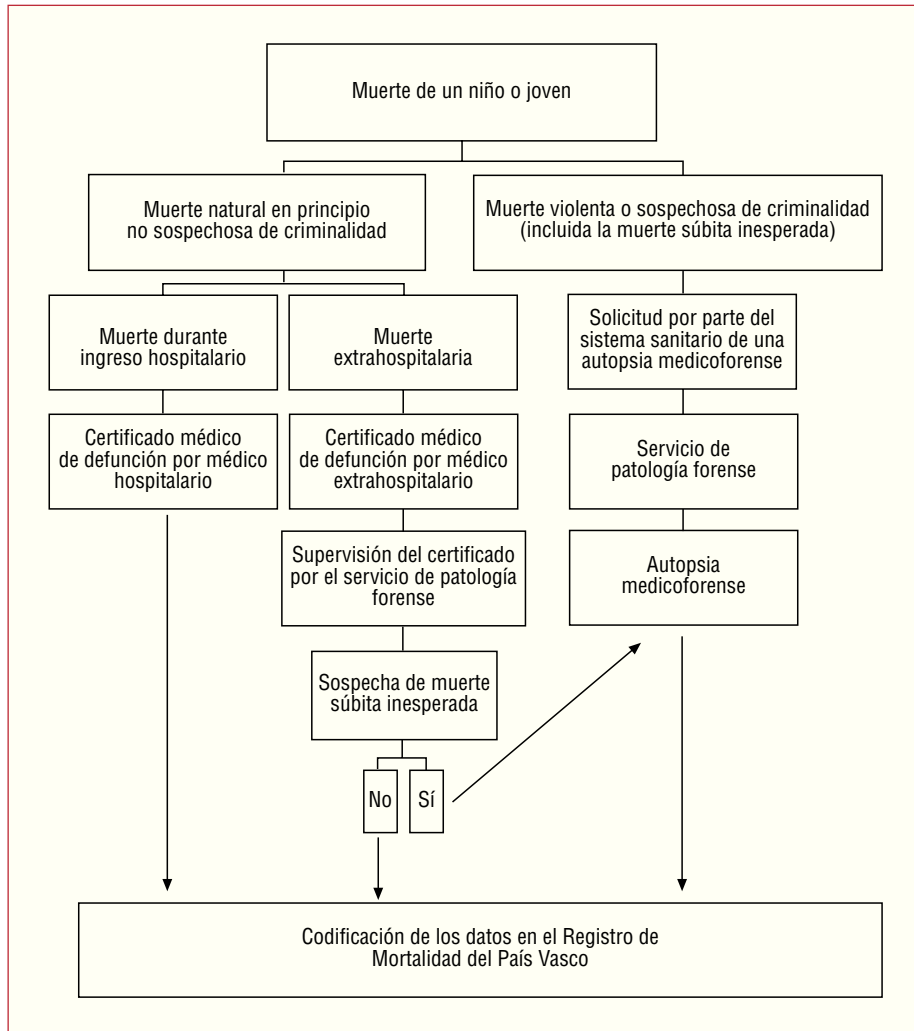 Muerte de un niño o joven
Muerte natural en principio
no sospechosa de criminalidad
Muerte violenta o sospechosa de criminalidad
(incluida la muerte súbita inesperada)
Muerte durante
ingreso hospitalario
Muerte
extrahospitalaria
Solicitud por parte del
sistema sanitario de una
autopsia medicoforense
Certificado médico
de defunción por médico
hospitalario
Certificado médico
de defunción por médico
extrahospitalario
Servicio de
patología forense
Supervisión del certificado
por el servicio de patología
forense
Autopsia
medicoforense
Sospecha de muerte
súbita inesperada
No
Sí
Codificación de los datos en el Registro de
Mortalidad del País Vasco